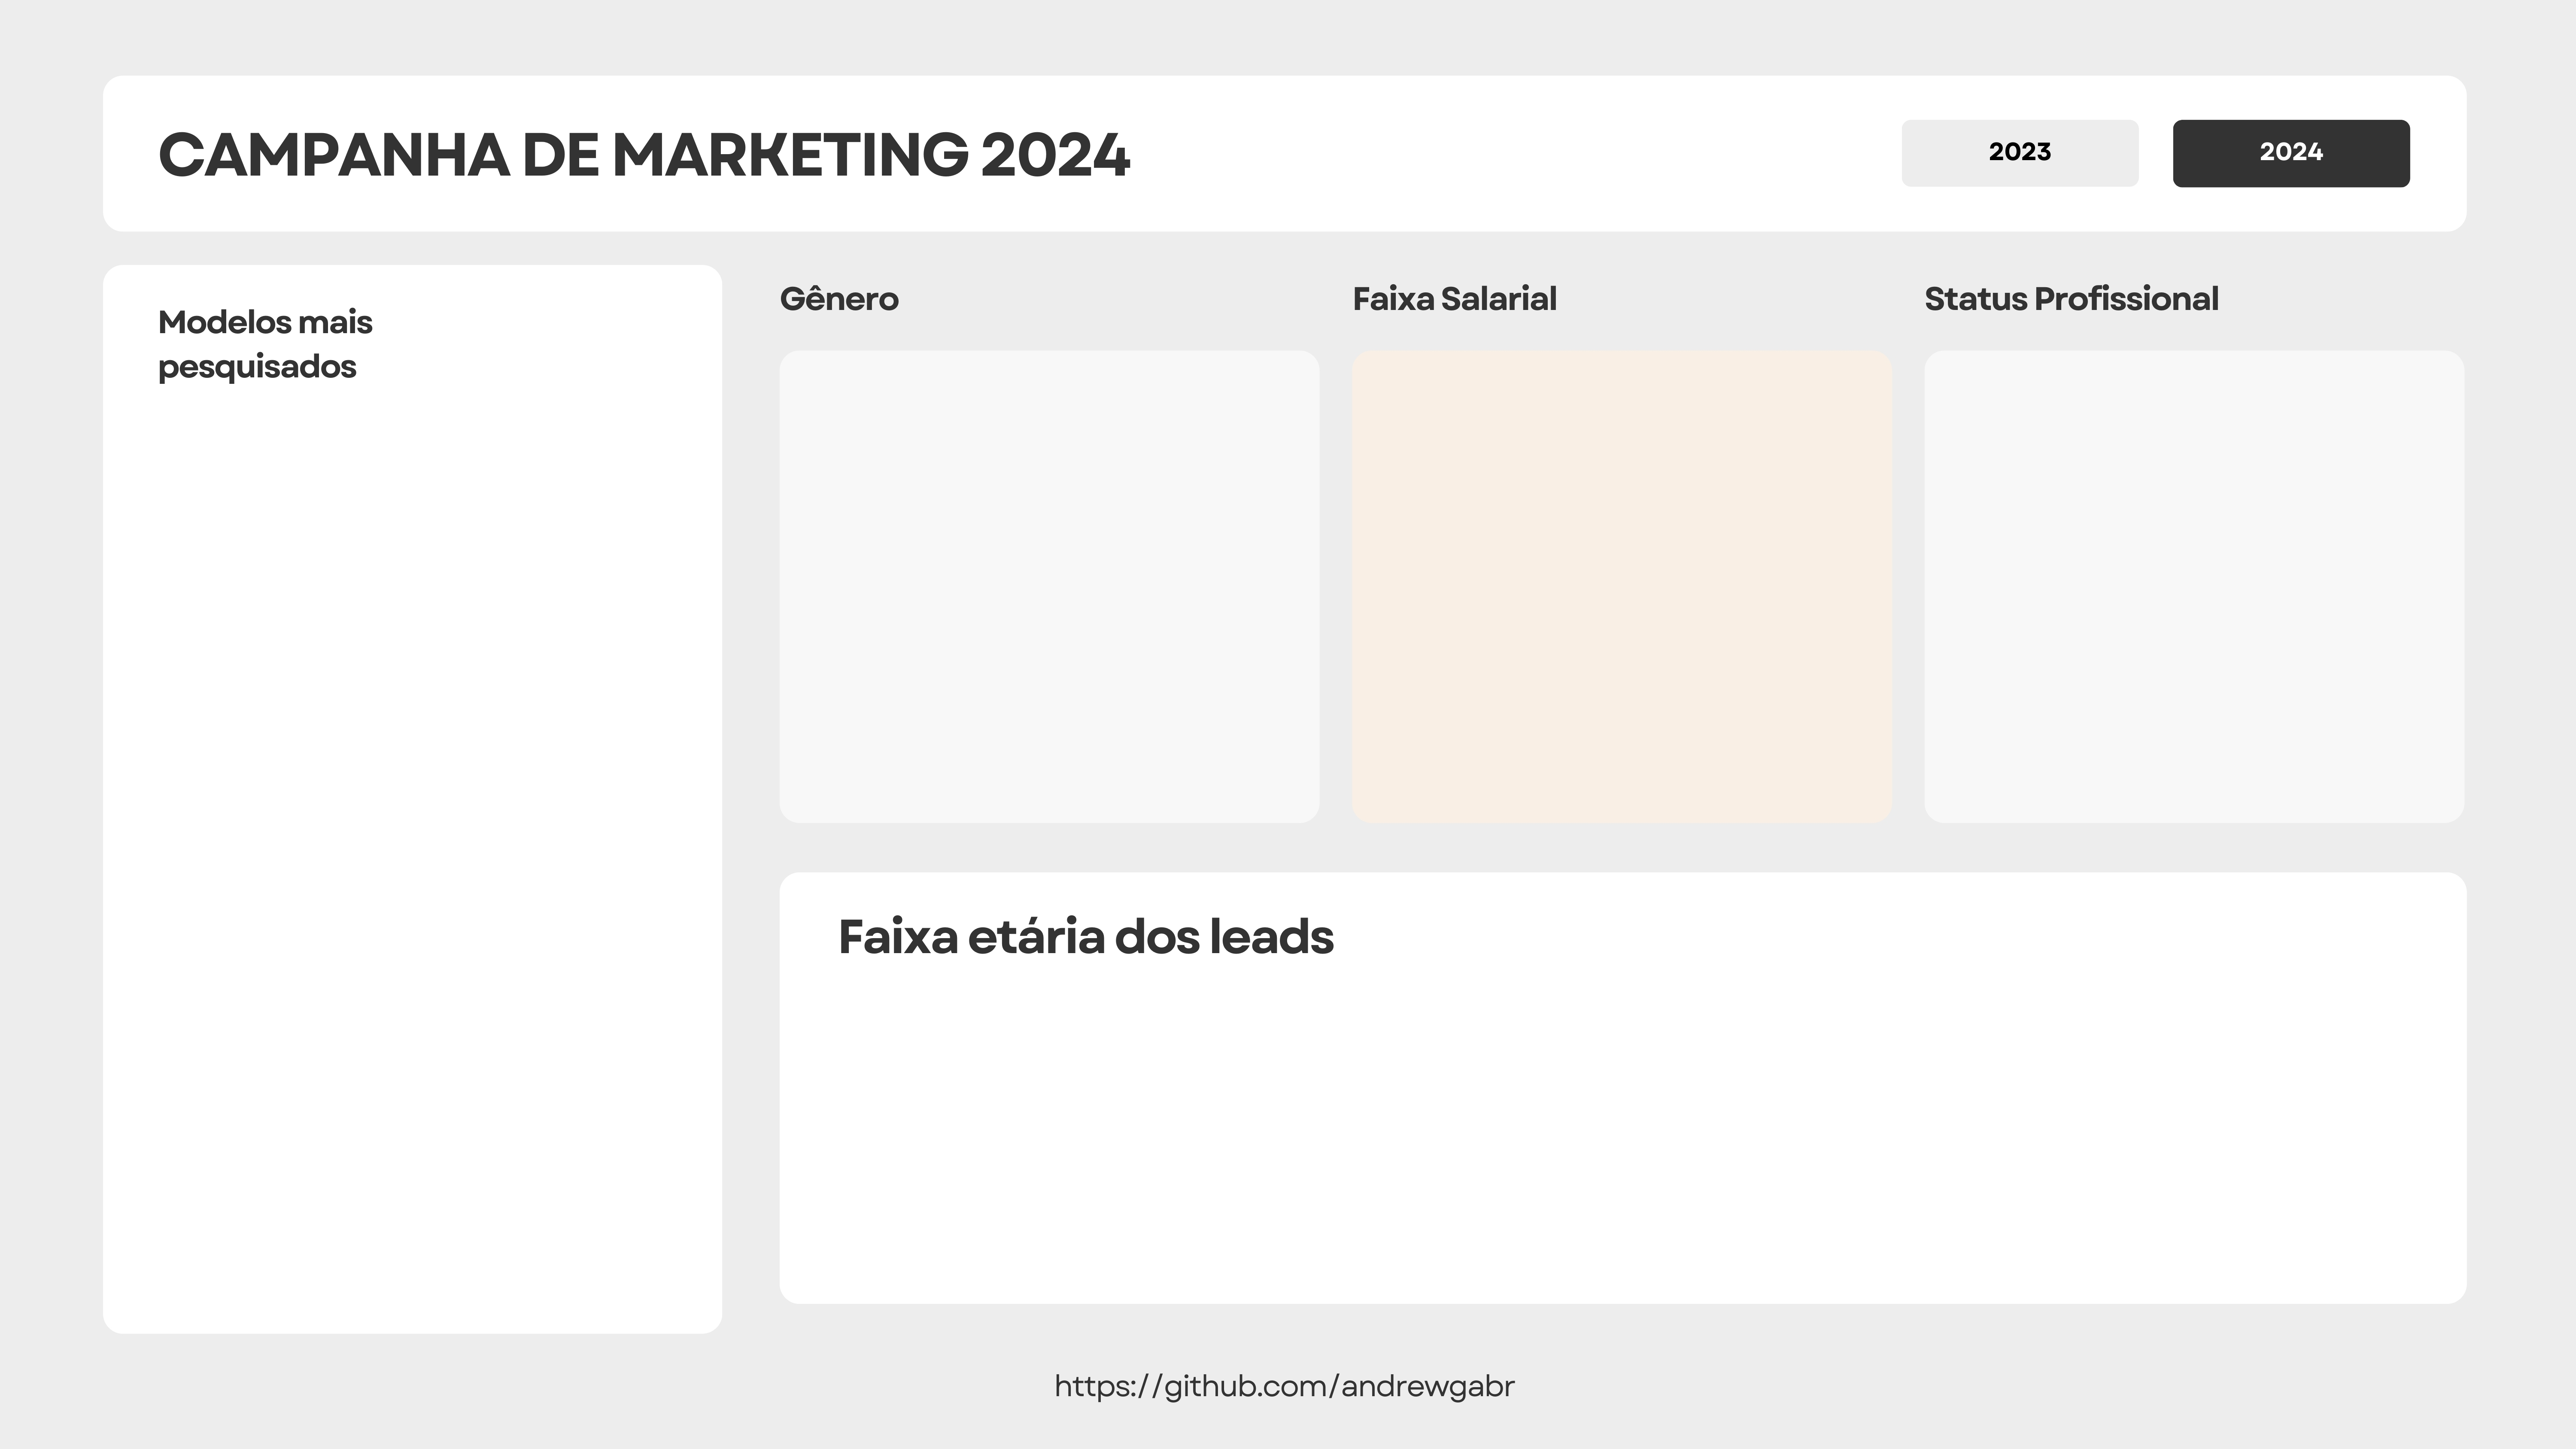 CAMPANHA DE MARKETING 2024
2023
2024
Modelos mais
pesquisados
Gênero
Faixa Salarial
Status Profissional
Faixa etária dos leads
https://github.com/andrewgabr